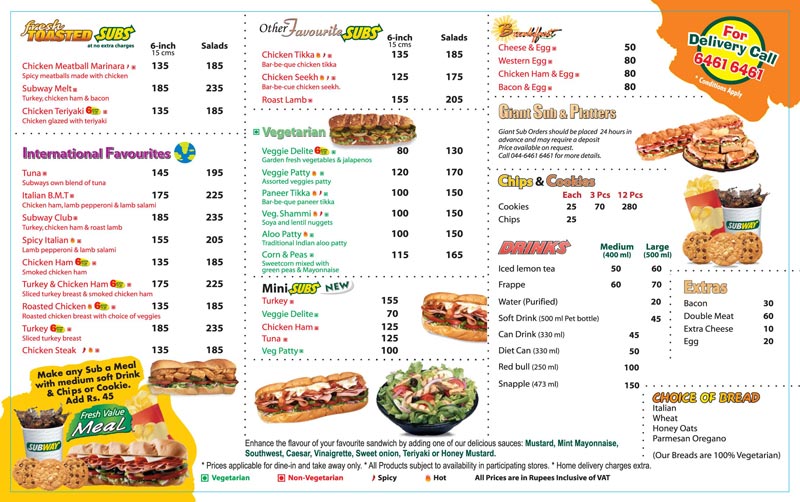 fresh
TOASTED SUBS
at no extra charges
6-inch Salads
15 cms
Chicken Meatball Marinara 135 185
Spicy meatballs made with chicken
Subway Melt 185 235
Turkey, chicken ham & bacon
Chicken Teriyaki 6 135 185
Chicken glazed with teriyaki
International Favourites
Tuna 145 195
Subways own blend of tuna
Italian B.M.T 175 225
Chicken ham, lamb pepperoni & lamb salami
Subway Club 185 235
Turkey, chicken ham & roast lamb
Spicy Italian 155 205
Lamb pepperoni & lamb salami
Chicken Ham 6 135 185
Smoked chicken ham
Turkey & Chicken Ham 6 175 225
Sliced turkey breast & smoked chicken ham
Roasted Chicken 6 135 185
Roasted chicken breast with choice of veggies
Turkey 6 185 235
Sliced turkey breast
Chicken Steak 135 185
Make any Sub a Meal
with medium soft Drink
& Chips or Cookie.
Add Rs. 45
Fresh Value
Meal
SUBWAY
Other Favourite SUBS
6-inch Salads
15 cms
Chicken Tikka 135 185
Bar-be-que chicken tikka
Chicken Seekh 125 175
Bar-be-cue chicken seekh.
Roast Lamb 155 205
Vegetarian
Veggie Delite 6 80 130
Garden fresh vegetables & jalapenos
Veggie Patty 120 170
Assorted veggies patty
Paneer Tikka 100 150
Bar-be-que paneer tikka
Veg. Shammi 100 150
Soya and lentil nuggets
Aloo Patty 100 150
Traditional Indian aloo patty
Corn & Peas 115 165
Sweetcorn mixed with
green peas & Mayonnaise
Mini SUBS NEW
Turkey 155
Veggie Delite 70
Chicken Ham 125
Tuna 125
Veg Patty 100
Breakfast
Cheese & Egg 50
Western Egg 80
Chicken Ham & Egg 80
Bacon & Egg 80
For
Delivery Call
6461 6461
* Conditions Apply
Giant Sub & Platters
Giant Sub Orders should be placed 24 hours in
advance and may require a deposit
Price available on request.
Call 044-6461 6461 for more details.
Chips & Cookies
Each 3 Pcs 12 Pcs
Cookies 25 70 280
Chips 25
SUBWAY
DRINKS Medium Large
(400 ml) (500 ml)
Iced lemon tea 50 60
Frappe 60 70
Water (Purified) 20
Soft Drink (500 ml Pet bottle) 45
Can Drink (330 ml) 45
Diet Can (330 ml) 50
Red bull (250 ml) 100
Snapple (473 ml) 150
Extras
Bacon 30
Double Meat 60
Extra Cheese 10
Egg 20
CHOICE OF BREAD
Italian
Wheat
Honey Oats
Parmesan Oregano
(Our Breads are 100% Vegetarian)
Enhance the flavour of your favourite sandwich by adding one of our delicious sauces: Mustard, Mint Mayonnaise,
Southwest, Caesar, Vinaigrette, Sweet onion, Teriyaki or Honey Mustard.
* Prices applicable for dine-in and take away only. * All Products subject to availability in participating stores. * Home delivery charges extra.
Vegetarian Non-Vegetarian Spicy Hot All Prices are in Rupees Inclusive of VAT